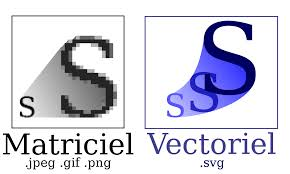 S S
S S S
Matriciel
.jpeg .gif .png
Vectoriel
.svg